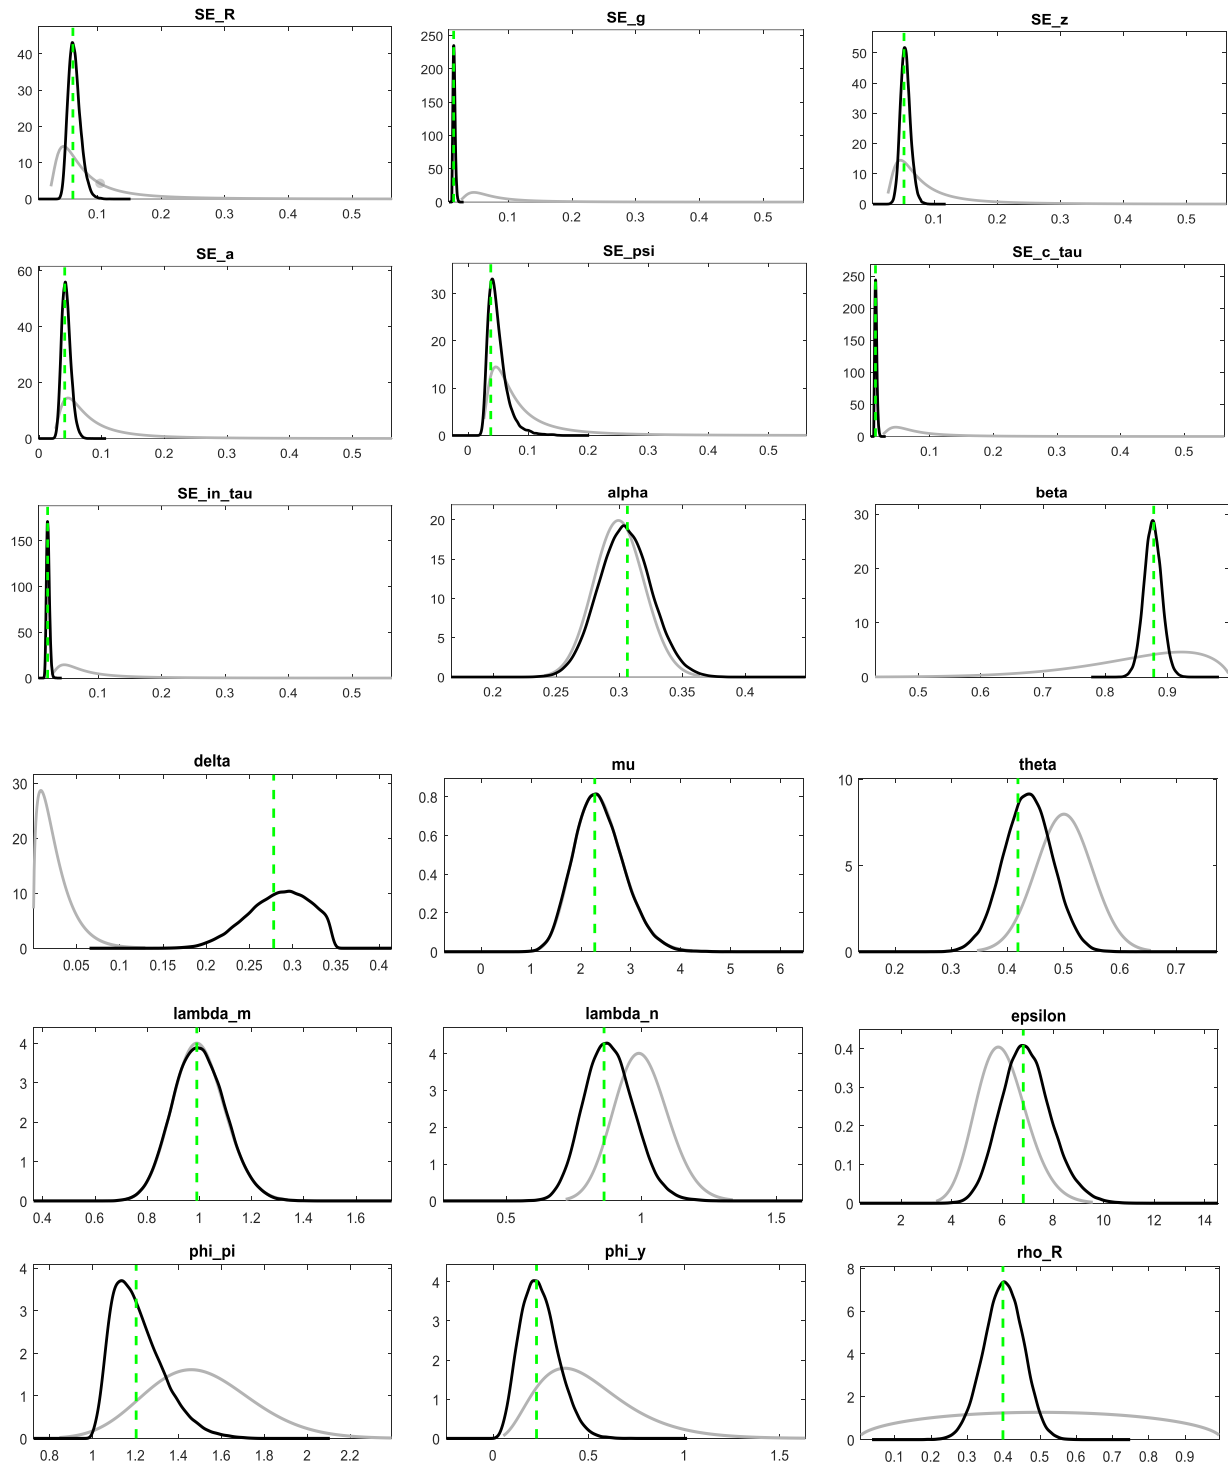 SE_R
SE_g
SE_z
40
30
20
10
0
0.1 0.2 0.3 0.4 0.5
250
200
150
100
50
0
0.1 0.2 0.3 0.4 0.5
50
40
30
20
10
0
0.1 0.2 0.3 0.4 0.5
SE_a
SE_psi
SE_c_tau
60
40
20
0
0 0.1 0.2 0.3 0.4 0.5
30
20
10
0
0 0.1 0.2 0.3 0.4 0.5
250
200
150
100
50
0
0.1 0.2 0.3 0.4 0.5
SE_in_tau
alpha
beta
150
100
50
0
0.1 0.2 0.3 0.4 0.5
20
15
10
5
0
0.2 0.25 0.3 0.35 0.4
30
20
10
0
0.5 0.6 0.7 0.8 0.9
delta
mu
theta
30
20
10
0
0.05 0.1 0.15 0.2 0.25 0.3 0.35 0.4
0.8
0.6
0.4
0.2
0
0 1 2 3 4 5 6
10
5
0
0.2 0.3 0.4 0.5 0.6 0.7
lambda_m
lambda_n
epsilon
4
3
2
1
0
0.4 0.6 0.8 1 1.2 1.4 1.6
4
3
2
1
0
0.5 1 1.5
0.4
0.3
0.2
0.1
0
2 4 6 8 10 12 14
phi_pi
phi_y
rho_R
4
3
2
1
0
0.8 1 1.2 1.4 1.6 1.8 2 2.2
4
3
2
1
0
0 0.5 1 1.5
8
6
4
2
0
0.1 0.2 0.3 0.4 0.5 0.6 0.7 0.8 0.9